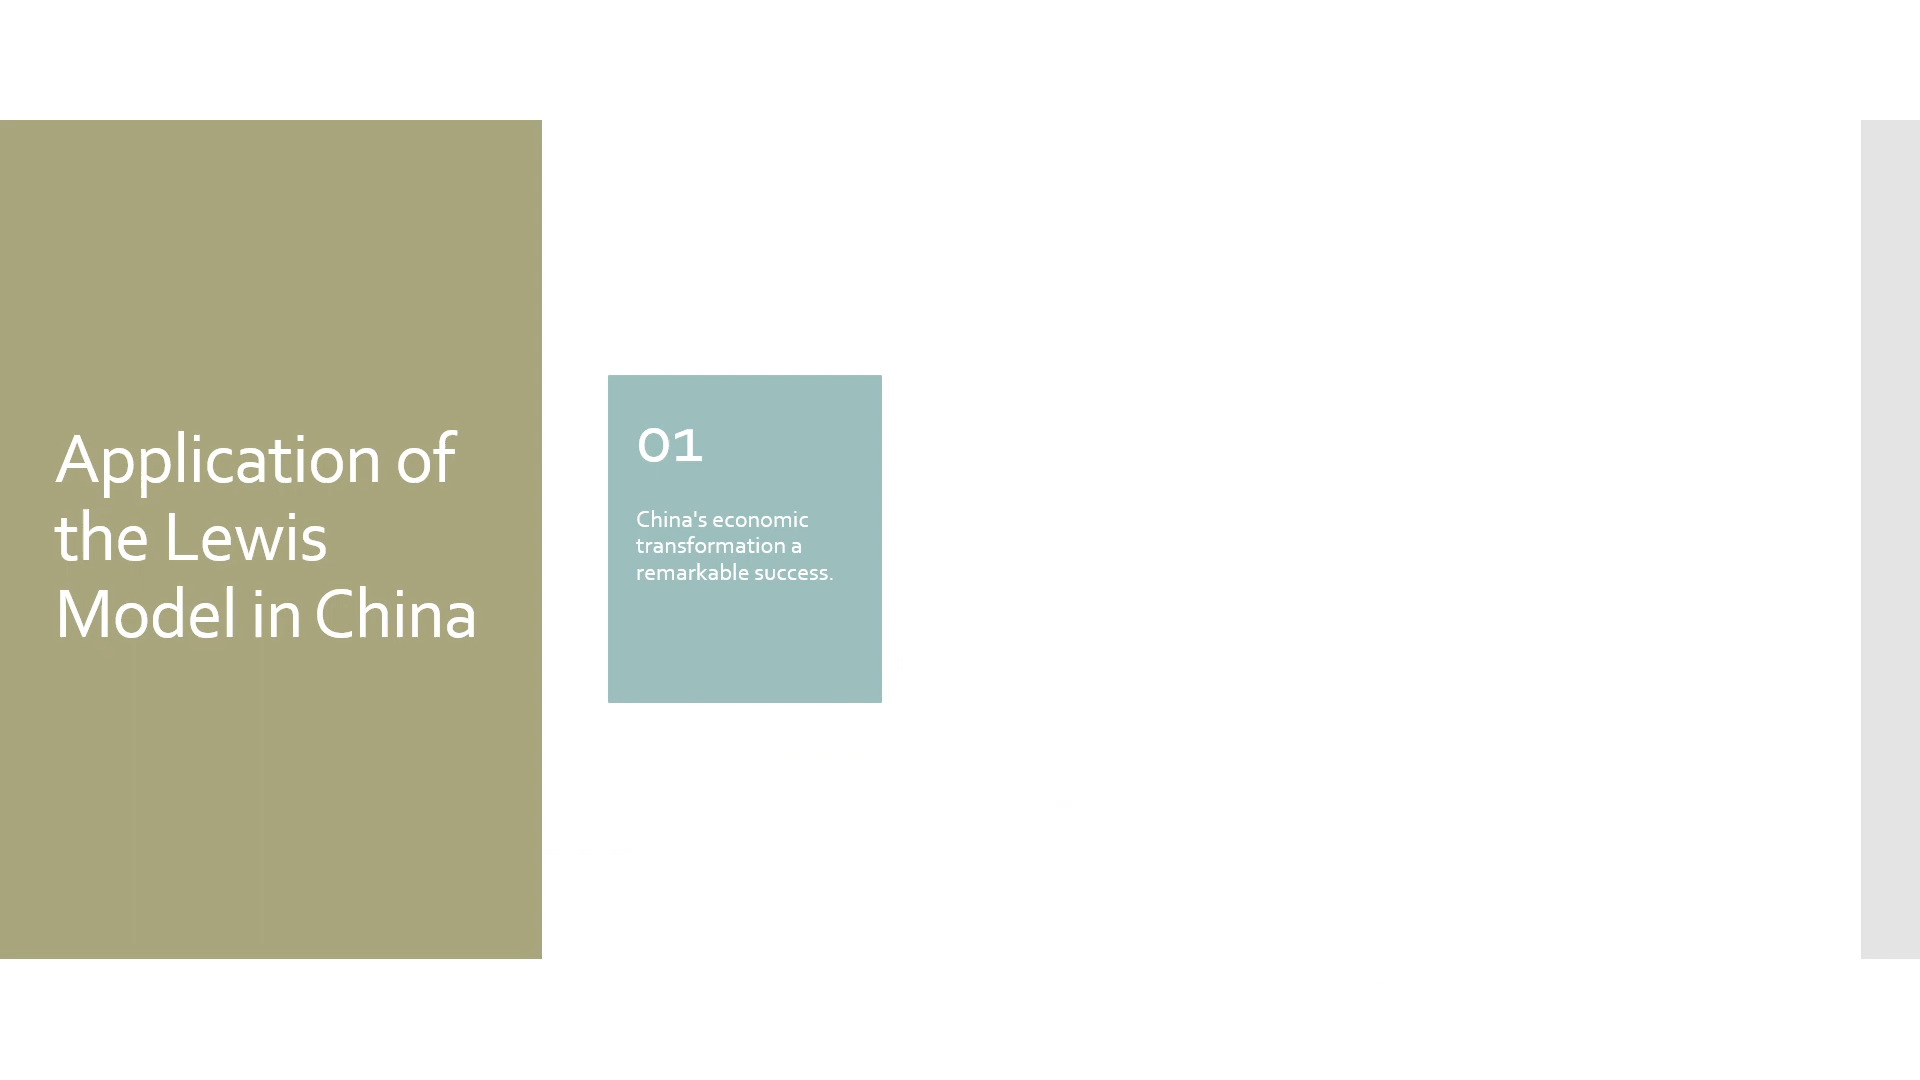 Application of
the Lewis
Model in China
01
China's economic
transformation a
remarkable success.